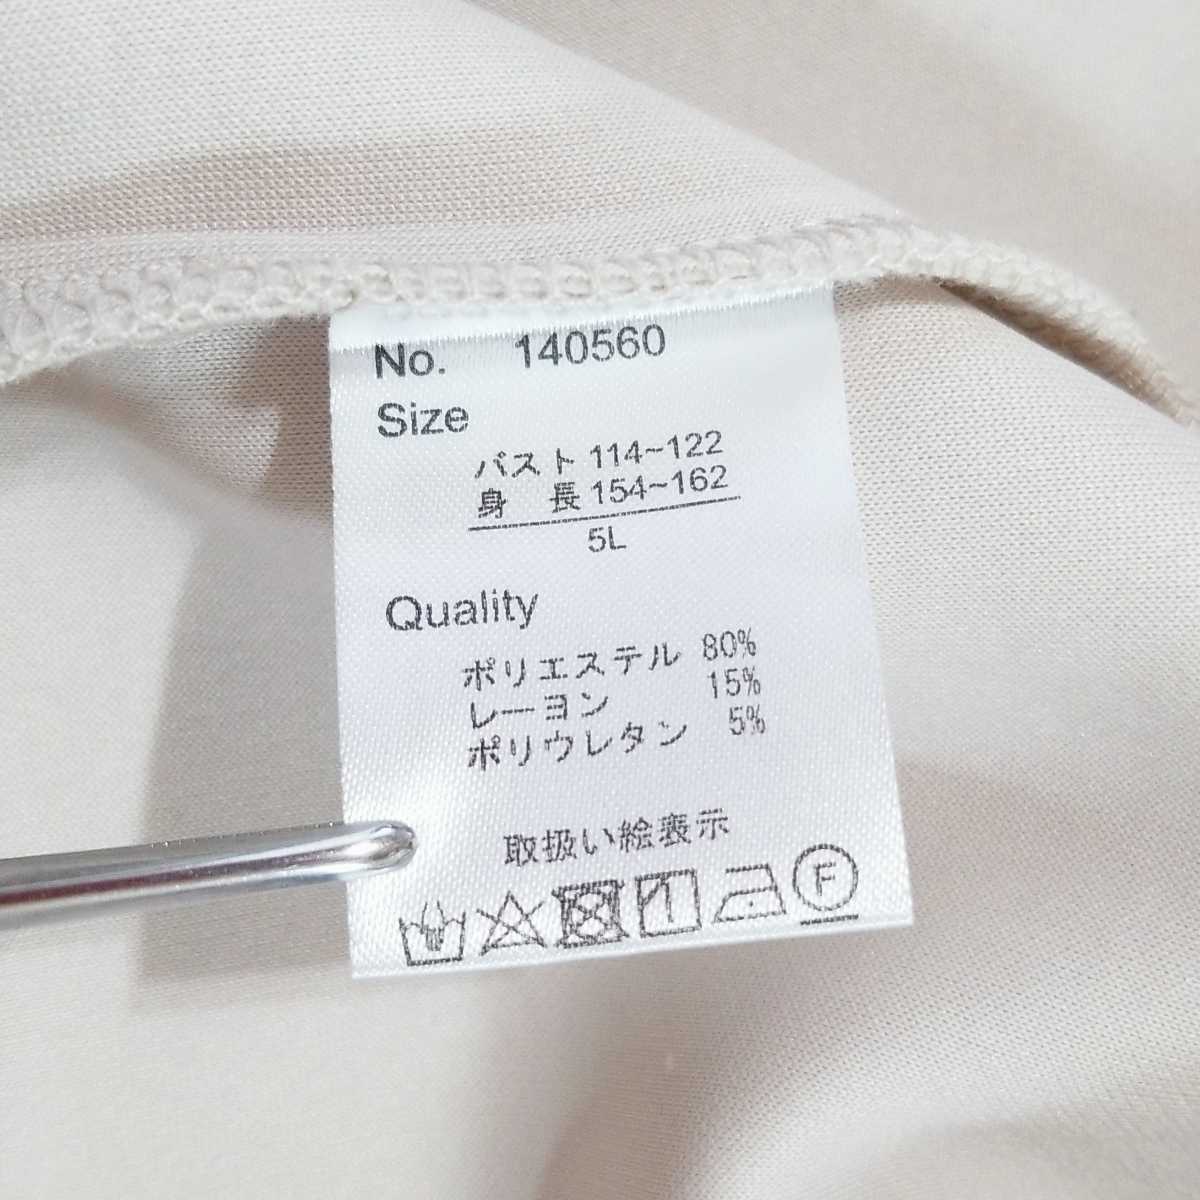 No. 140560
Size
バスト 114~122
身 長 154~162
5L
Quality
ポリエステル 80%
レーヨン 15%
ポリウレタン 5%
取扱い絵表示
F